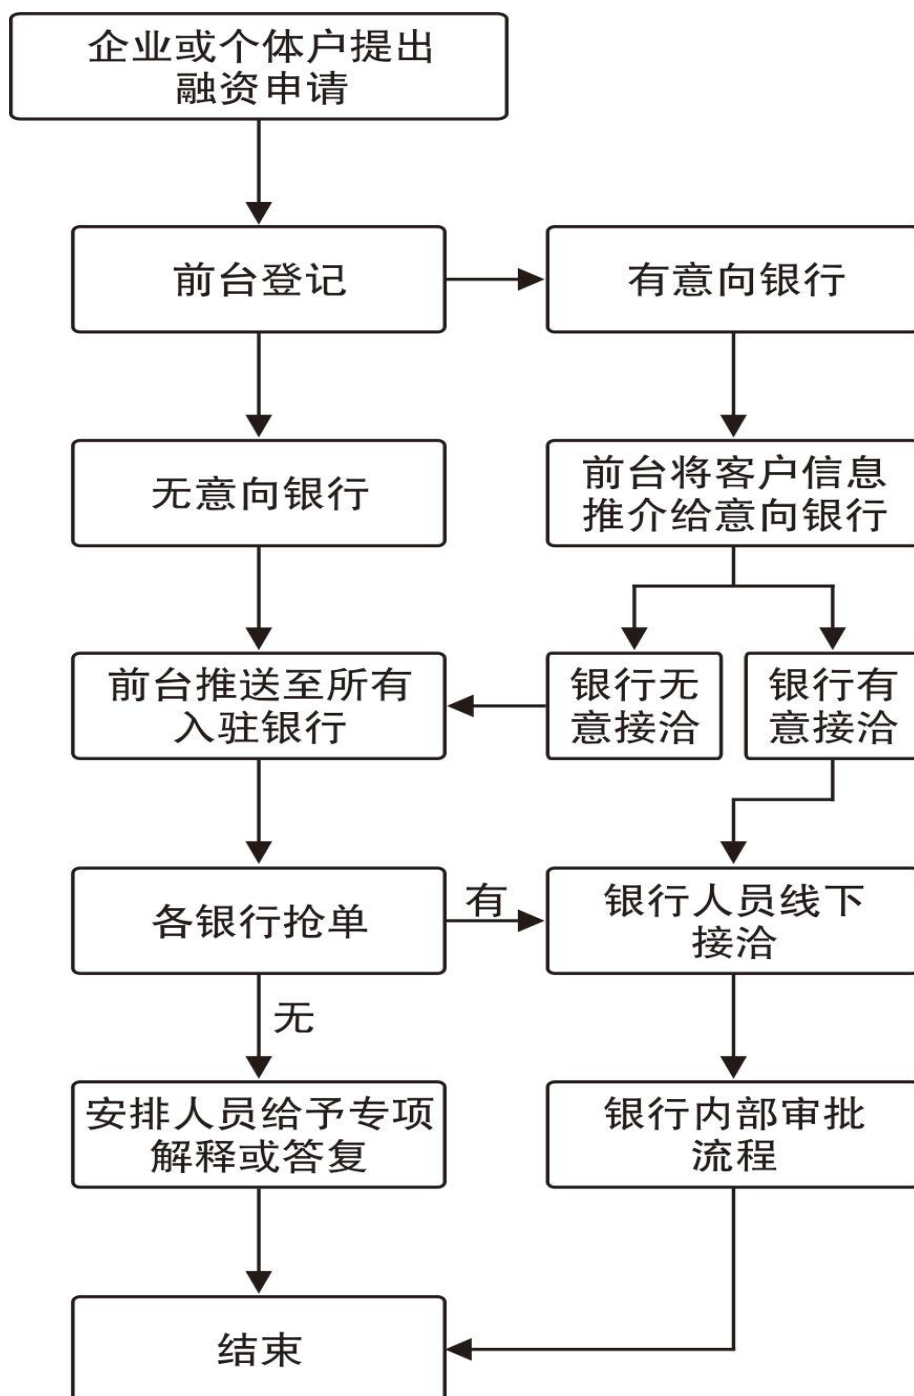 企业或个体户提出
融资申请
前台登记
有意向银行
无意向银行
前台将客户信息
推介给意向银行
前台推送至所有
入驻银行
银行无
意接洽
银行有
意接洽
各银行抢单
有
银行人员线下
接洽
无
安排人员给予专项
解释或答复
银行内部审批
流程
结束